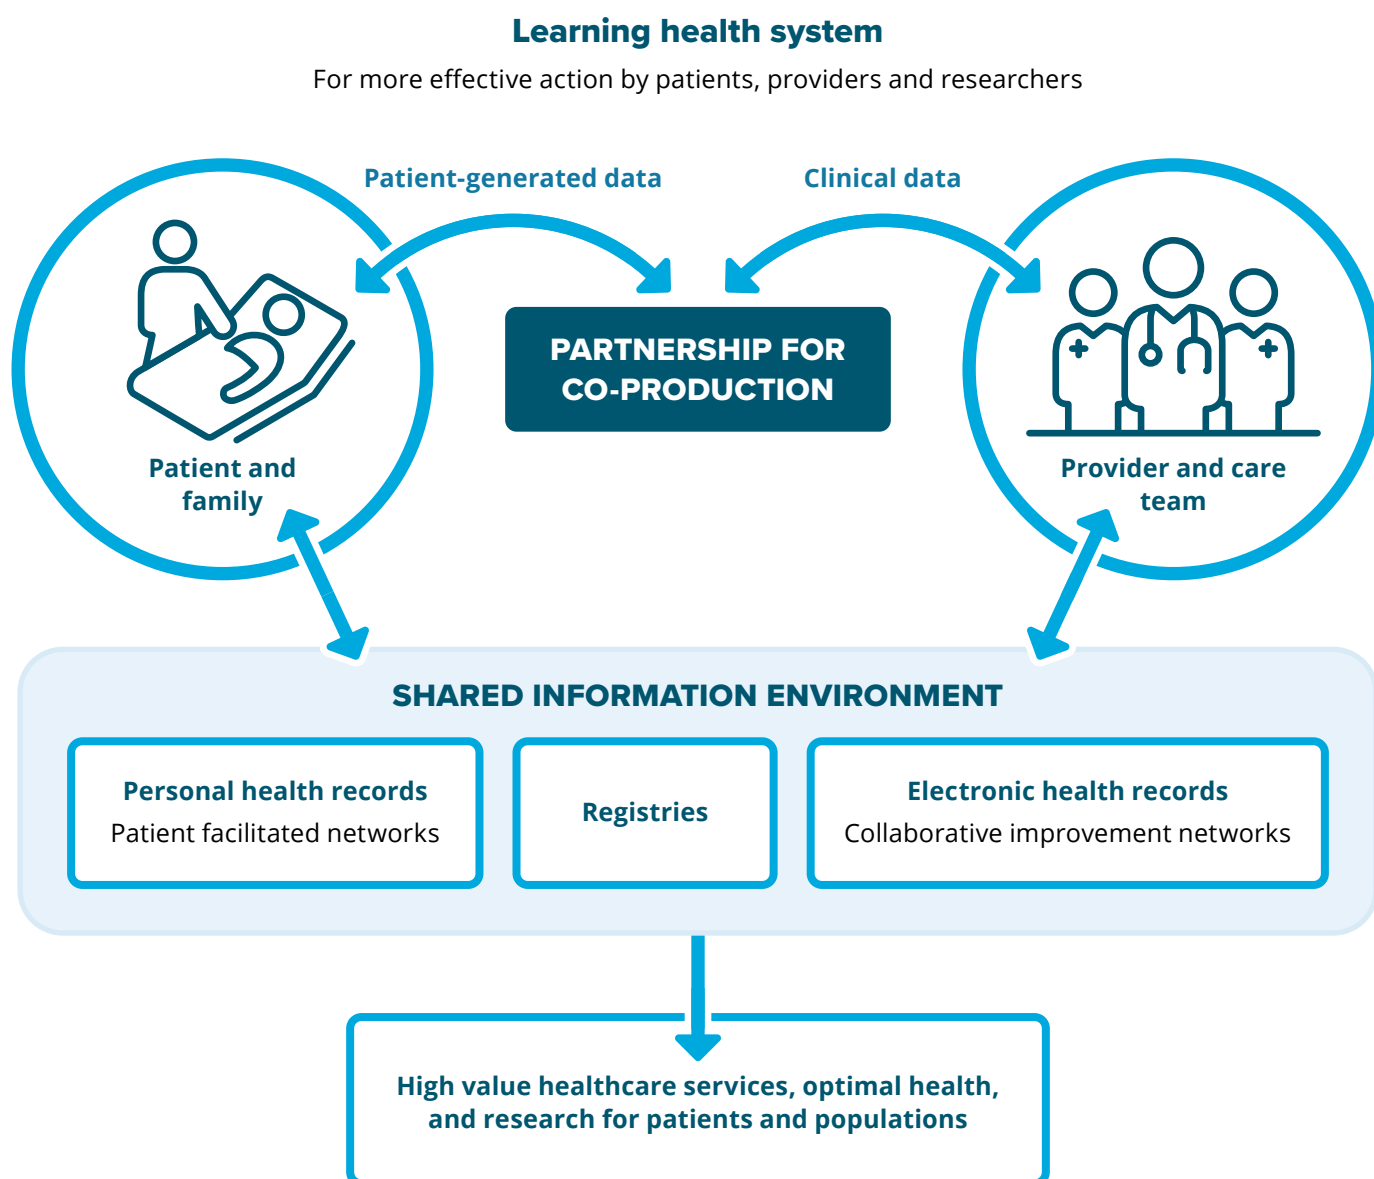 Learning health system
For more effective action by patients, providers and researchers
Patient-generated data
Clinical data
PARTNERSHIP FOR
CO-PRODUCTION
Patient and
family
Provider and care
team
SHARED INFORMATION ENVIRONMENT
Personal health records
Patient facilitated networks
Registries
Electronic health records
Collaborative improvement networks
High value healthcare services, optimal health,
and research for patients and populations